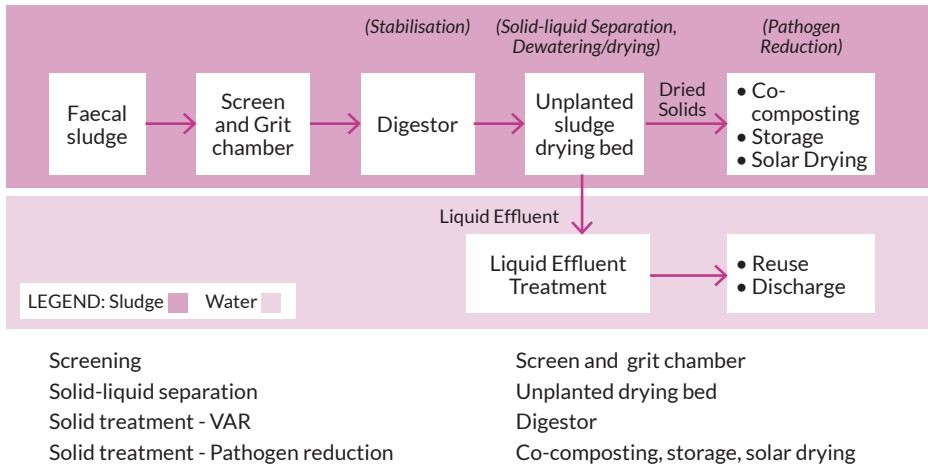 (Stabilisation)
(Solid-liquid Separation,
Dewatering/drying)
(Pathogen
Reduction)
Faecal
sludge
Screen
and Grit
chamber
Digestor
Unplanted
sludge
drying bed
Dried
Solids
• Co-
composting
• Storage
• Solar Drying
Liquid Effluent
Liquid Effluent
Treatment
• Reuse
• Discharge
LEGEND: Sludge Water
Screening Screen and grit chamber
Solid-liquid separation Unplanted drying bed
Solid treatment - VAR Digestor
Solid treatment - Pathogen reduction Co-composting, storage, solar drying